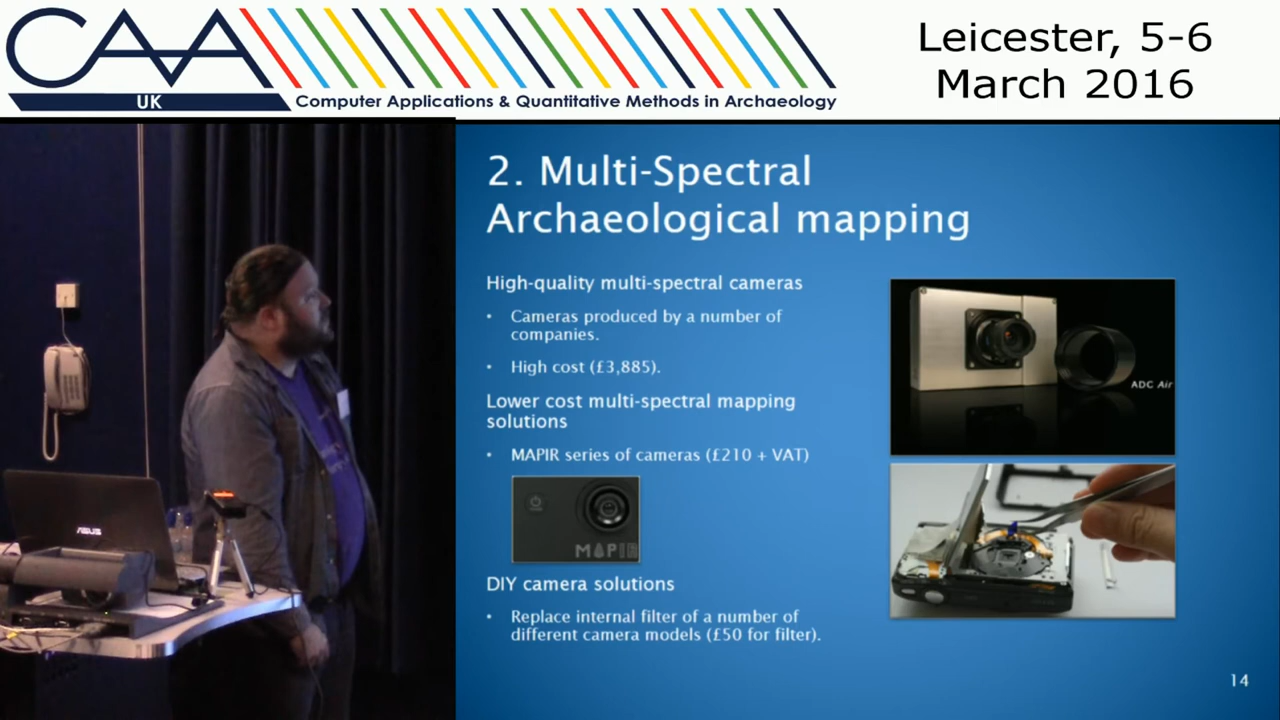 CAA
UK
Computer Applications & Quantitative Methods in Archaeology
Leicester, 5-6
March 2016
2. Multi-Spectral
Archaeological mapping
High-quality multi-spectral cameras
• Cameras produced by a number of
companies.
• High cost (£3,885).
Lower cost multi-spectral mapping
solutions
• MAPIR series of cameras (£210 + VAT)
MAPIR
DIY camera solutions
• Replace internal filter of a number of
different camera models (£50 for filter).
ADC Air
ASUS
14